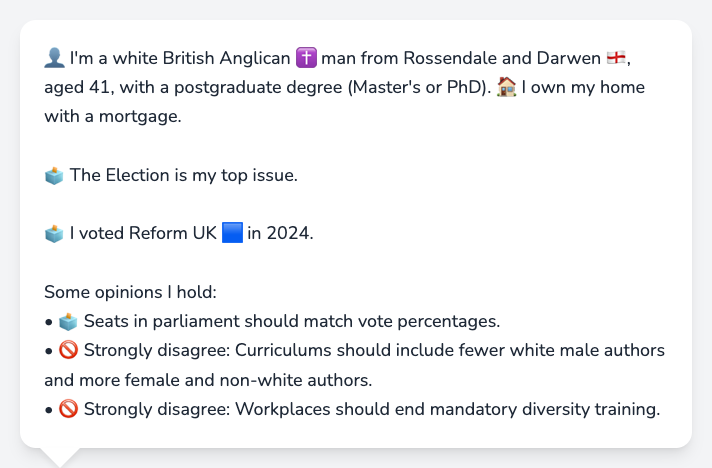 👤 I'm a white British Anglican ✝️ man from Rossendale and Darwen 🏴󠁧󠁢󠁥󠁮󠁧󠁿,
aged 41, with a postgraduate degree (Master's or PhD). 🏠 I own my home
with a mortgage.
🗳️ The Election is my top issue.
🗳️ I voted Reform UK 🟦 in 2024.
Some opinions I hold:
• 🗳️ Seats in parliament should match vote percentages.
• 🚫 Strongly disagree: Curriculums should include fewer white male authors
and more female and non-white authors.
• 🚫 Strongly disagree: Workplaces should end mandatory diversity training.